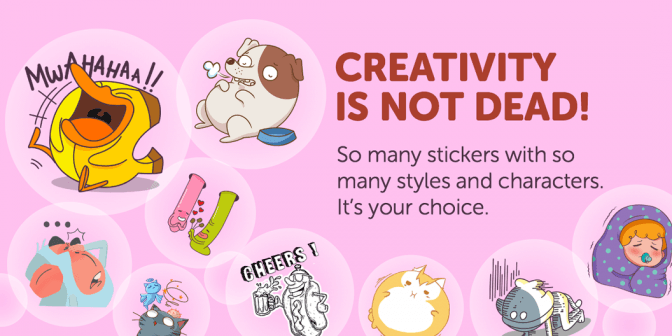 MWAHAHAA!!
CREATIVITY
IS NOT DEAD!
So many stickers with so
many styles and characters.
It's your choice.
CHEERS!